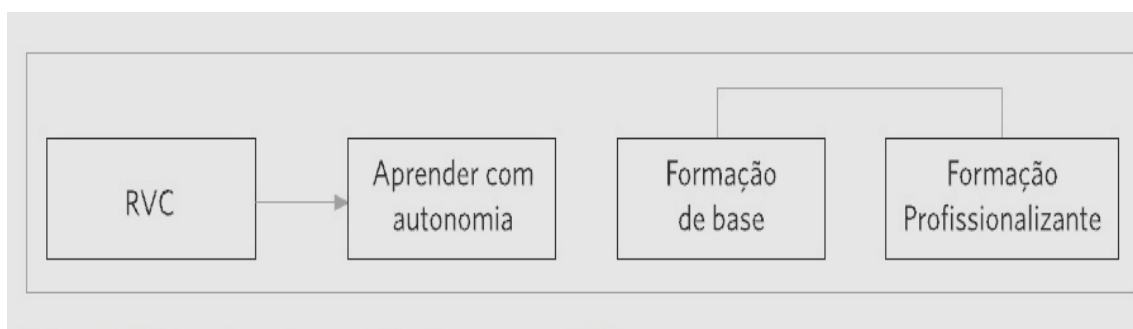 RVC
Aprender com
autonomia
Formação
de base
Formação
Profissionalizante